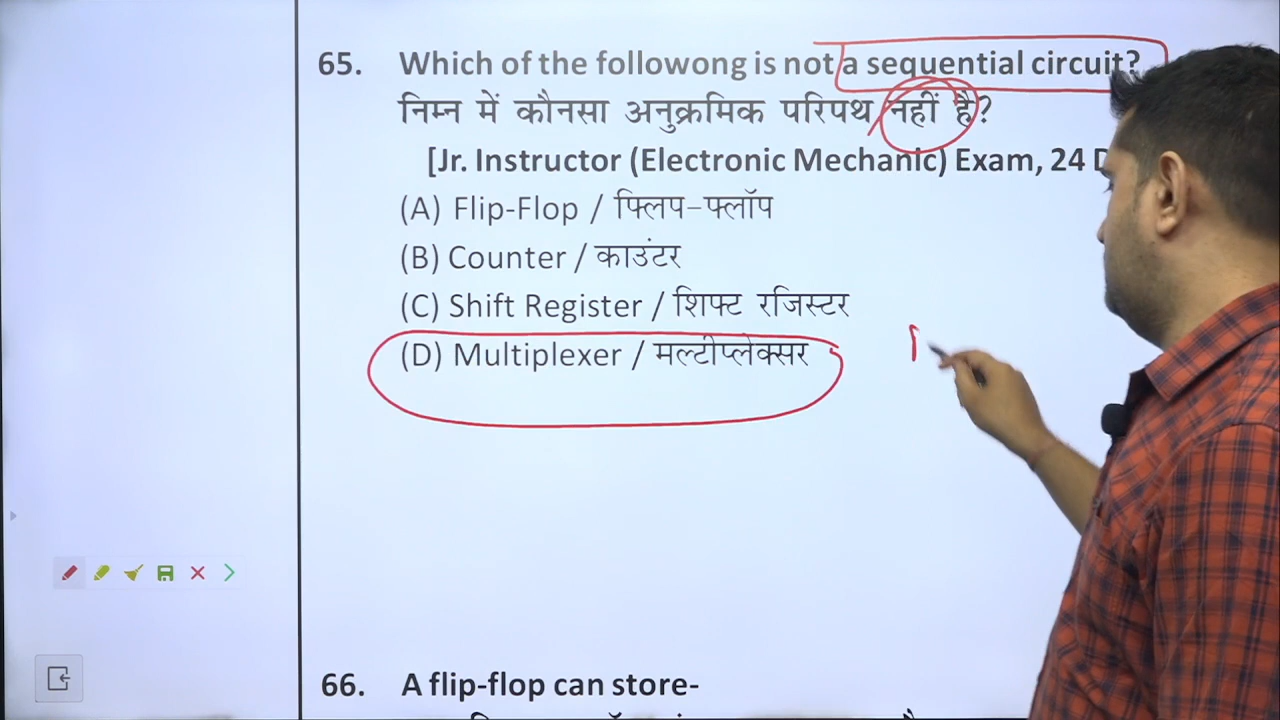 65. Which of the followong is not a sequential circuit?
निम्न में कौनसा अनुक्रमिक परिपथ नहीं है?
[Jr. Instructor (Electronic Mechanic) Exam, 24
(A) Flip-Flop / फ्लिप-फ्लॉप
(B) Counter / काउंटर
(C) Shift Register / शिफ्ट रजिस्टर
(D) Multiplexer / मल्टीप्लेक्सर
66. A flip-flop can store-